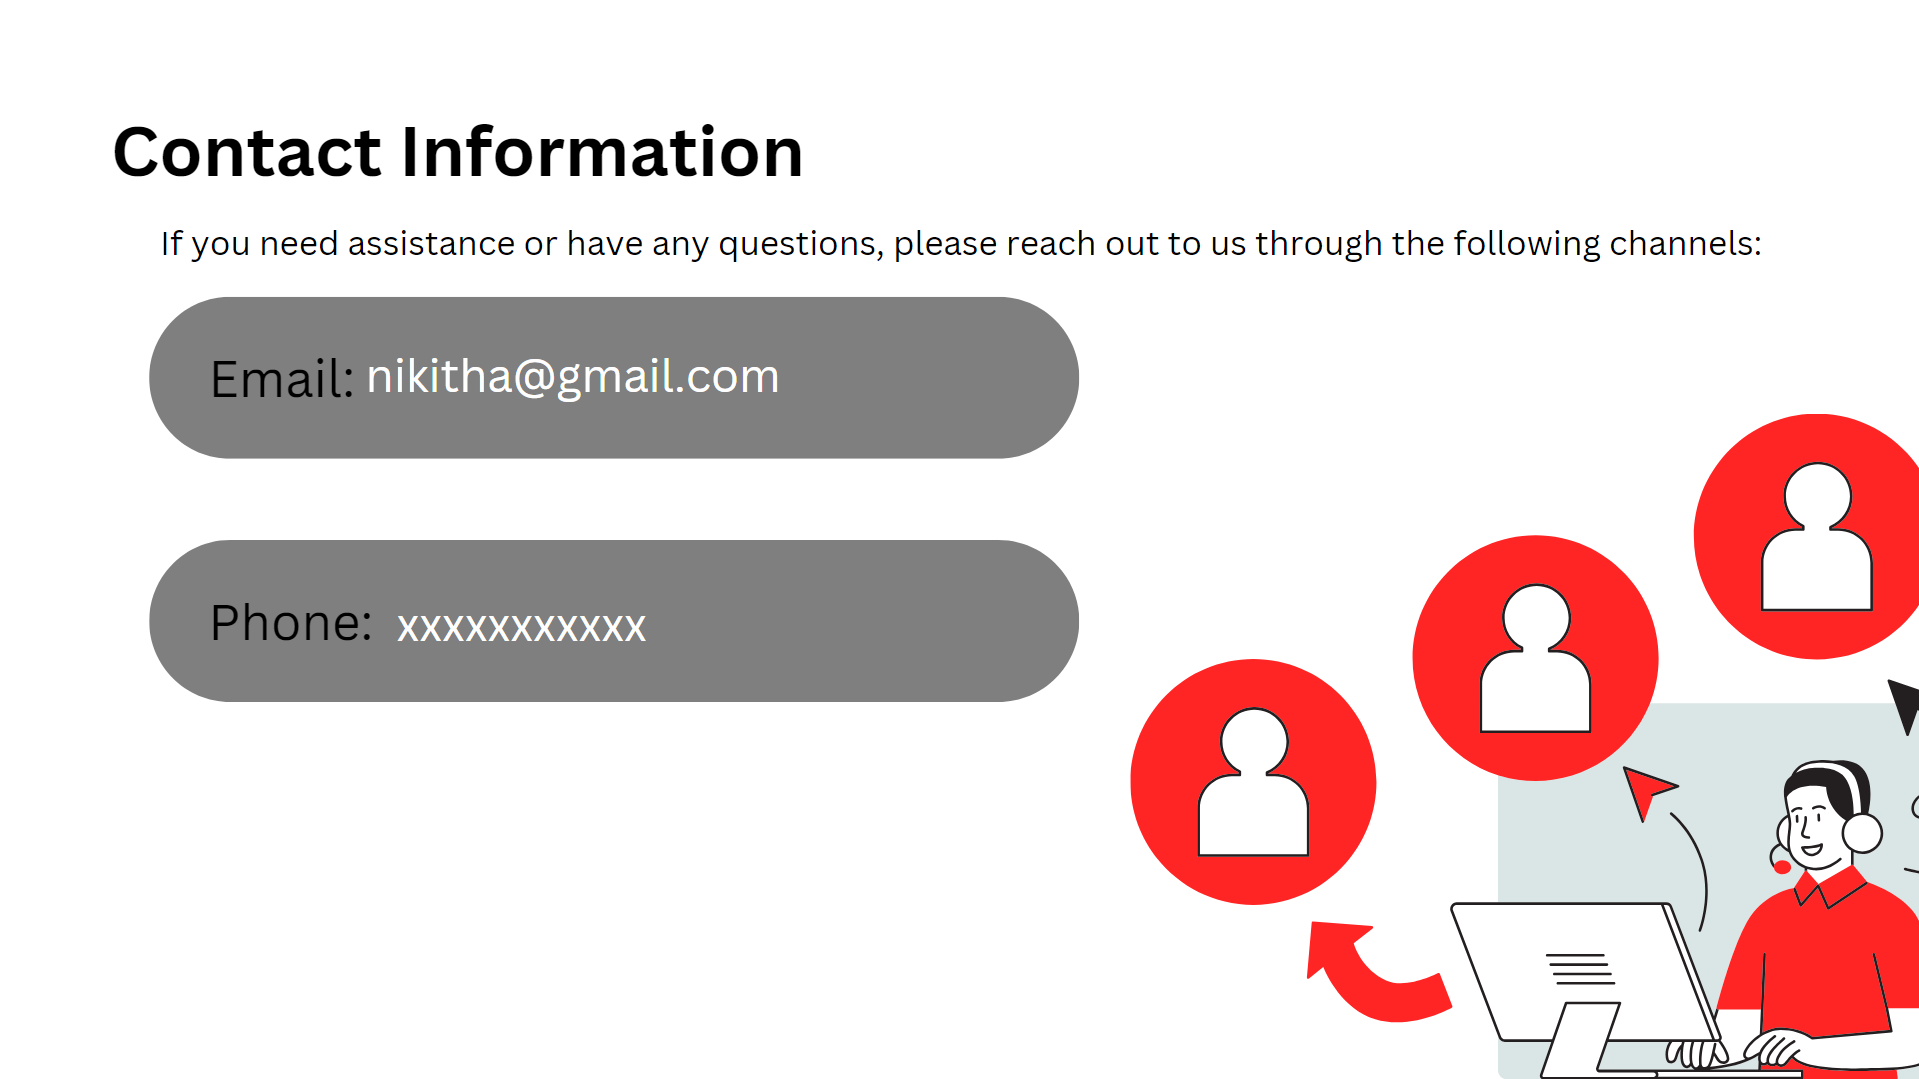 Contact Information
If you need assistance or have any questions, please reach out to us through the following channels:
Email: nikitha@gmail.com
Phone: xxxxxxxxxxx